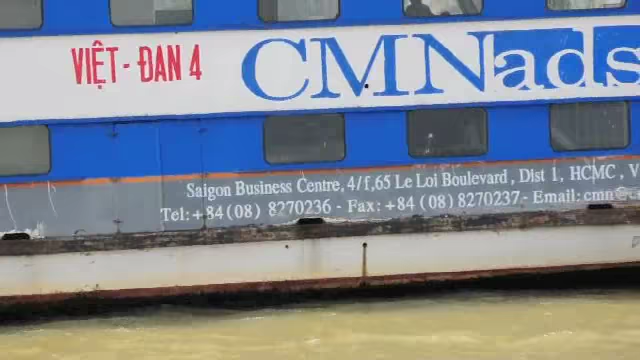 VIỆT - ĐAN 4
CMNads
Saigon Business Centre, 4/f,65 Le Loi Boulevard , Dist 1, HCMC , V
Tel: +84 (08) 8270236 - Fax: +84 (08) 8270237- Email: cmn@